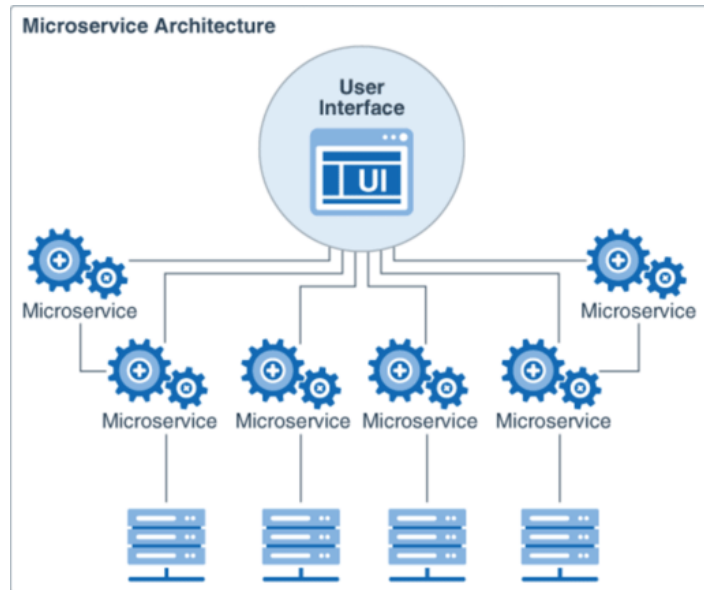 Microservice Architecture
User
Interface
UI
Microservice
Microservice
Microservice
Microservice
Microservice
Microservice